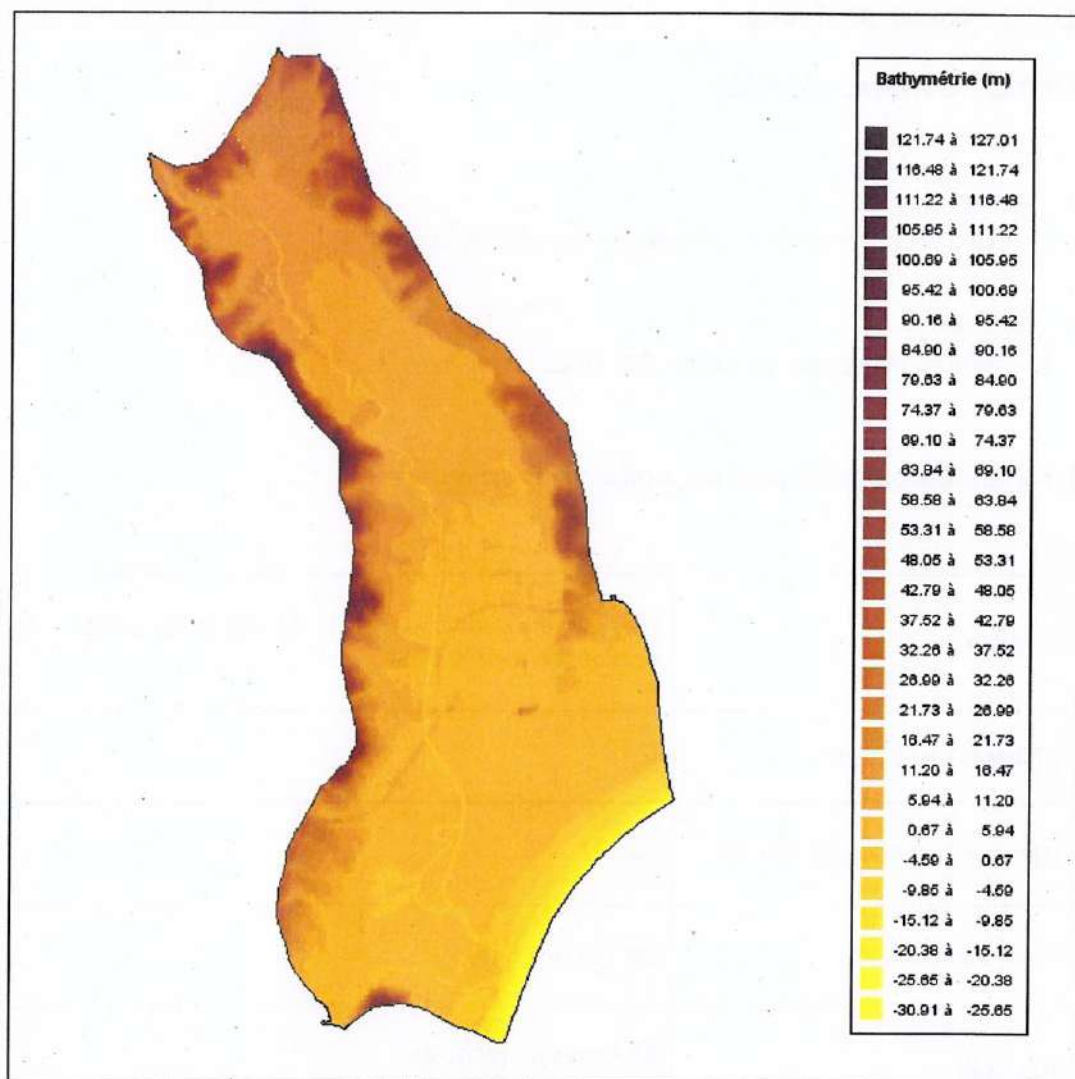 Bathymétrie (m)
121.74 à 127.01
116.48 à 121.74
111.22 à 116.48
105.95 à 111.22
100.69 à 105.95
95.42 à 100.69
90.16 à 95.42
84.90 à 90.16
79.63 à 84.90
74.37 à 79.63
69.10 à 74.37
63.84 à 69.10
58.58 à 63.84
53.31 à 58.58
48.05 à 53.31
42.79 à 48.05
37.52 à 42.79
32.26 à 37.52
26.99 à 32.26
21.73 à 26.99
16.47 à 21.73
11.20 à 16.47
5.94 à 11.20
0.67 à 5.94
-4.59 à 0.67
-9.85 à -4.59
-15.12 à -9.85
-20.38 à -15.12
-25.65 à -20.38
-30.91 à -25.65